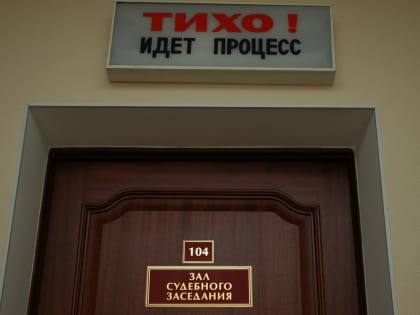 ТИХО!
ИДЕТ ПРОЦЕСС
104
ЗАЛ
СУДЕБНОГО
ЗАСЕДАНИЯ